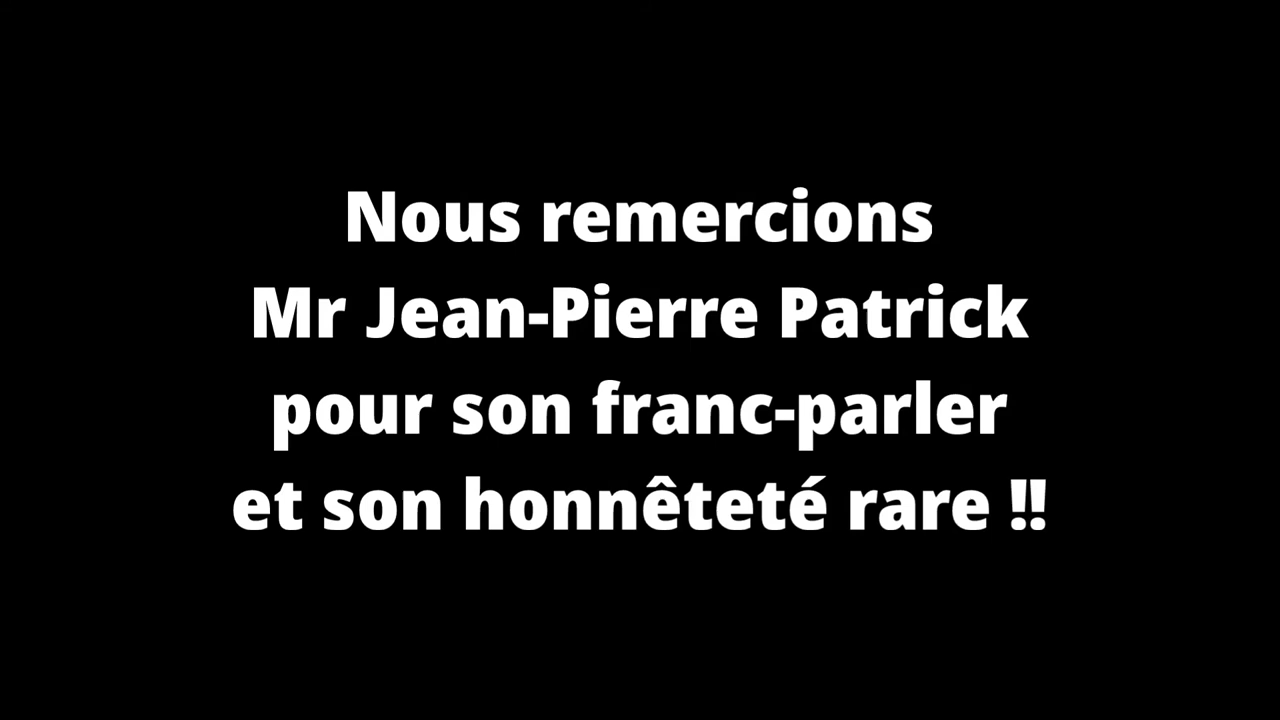 Nous remercions
Mr Jean-Pierre Patrick
pour son franc-parler
et son honnêteté rare !!